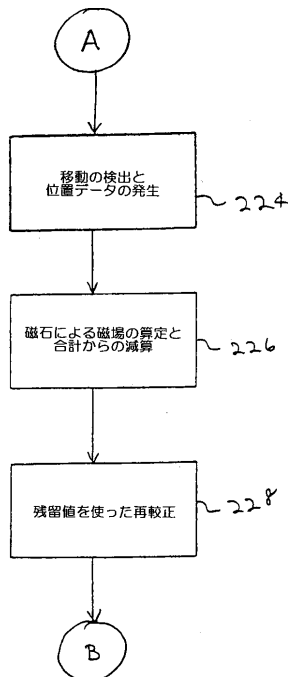 A
移動の検出と
位置データの発生
224
磁石による磁場の算定と
合計からの減算
226
残留値を使った再較正
228
B